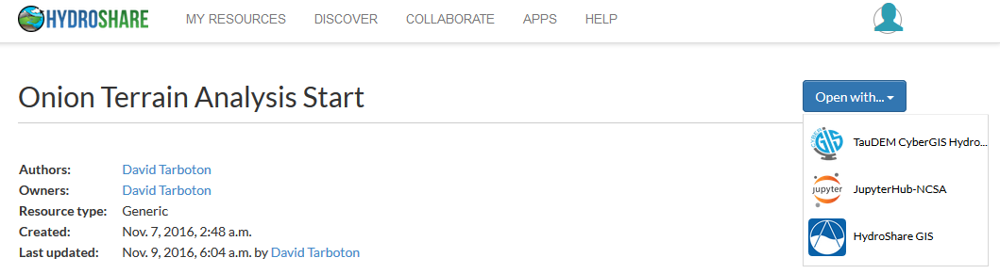 HYDROSHARE MY RESOURCES DISCOVER COLLABORATE APPS HELP
Onion Terrain Analysis Start
Open with...
CYBER GIS TauDEM CyberGIS Hydro...
jupyter JupyterHub-NCSA
HydroShare GIS
Authors: David Tarboton
Owners: David Tarboton
Resource type: Generic
Created: Nov. 7, 2016, 2:48 a.m.
Last updated: Nov. 9, 2016, 6:04 a.m. by David Tarboton